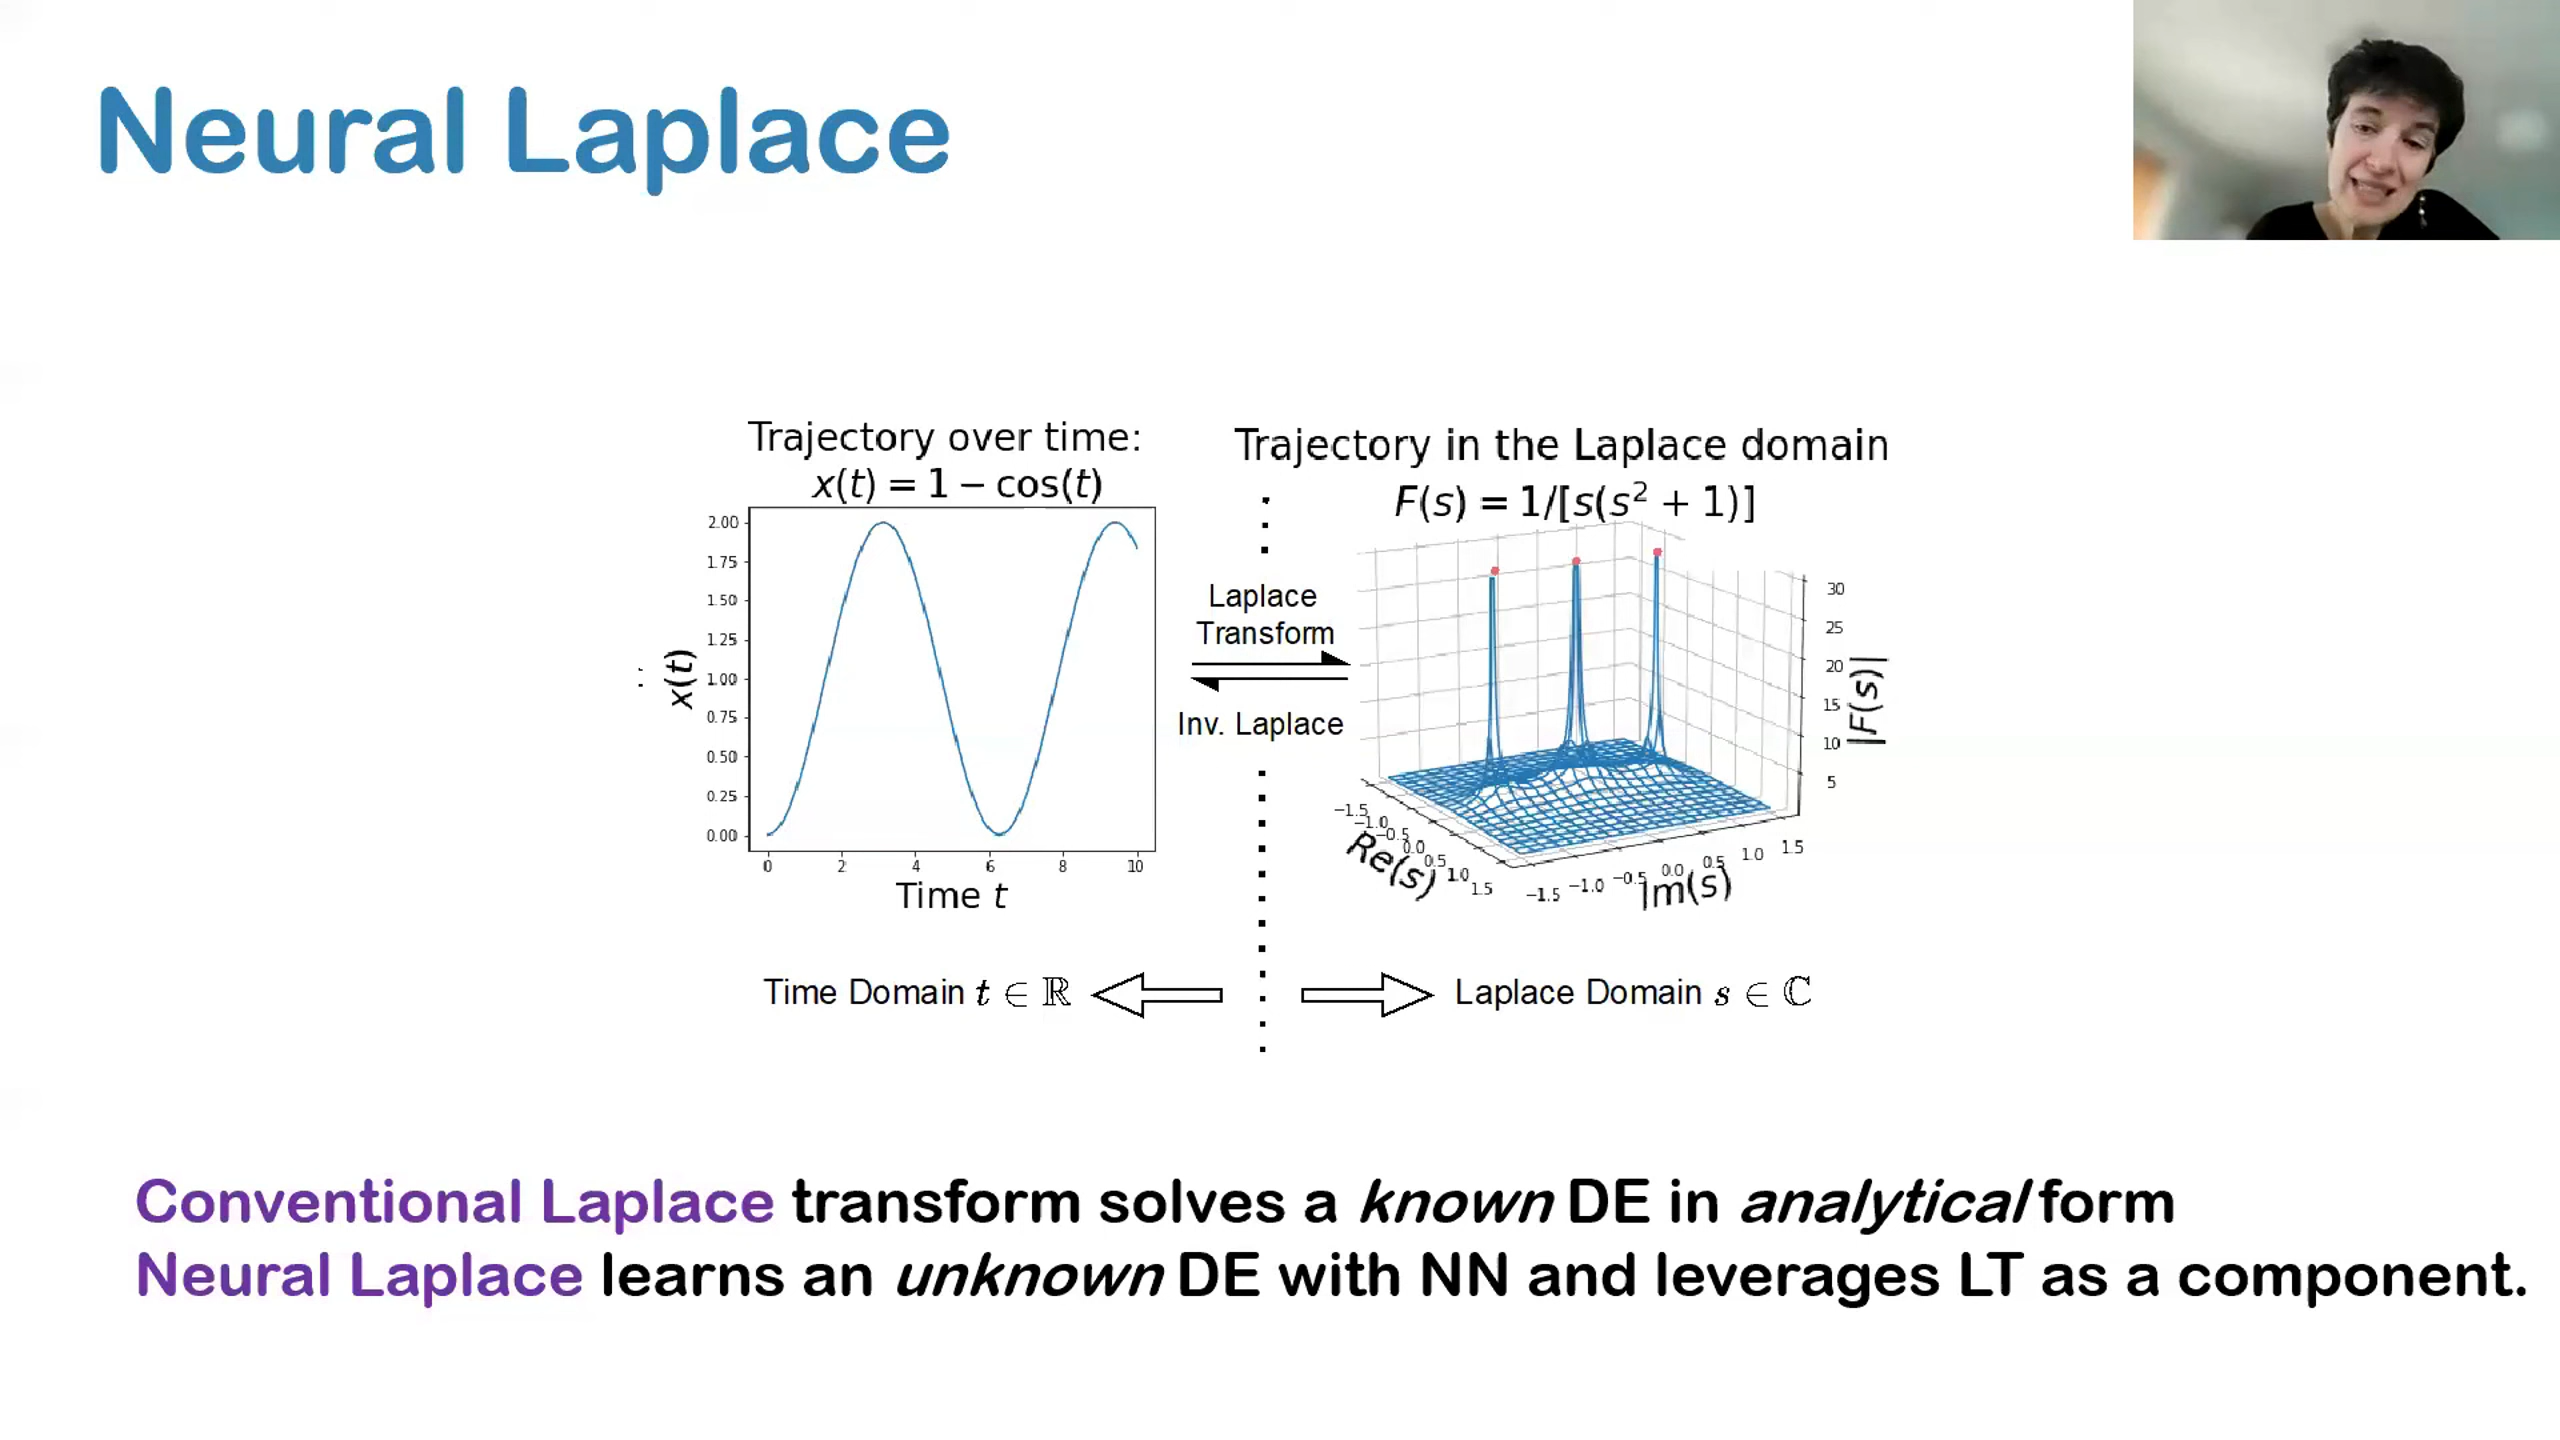 Neural Laplace
Trajectory over time:
x(t) = 1 − cos(t)
2.00
1.75
1.50
1.25
1.00
0.75
0.50
0.25
0.00
x(t)
0 2 4 6 8 10
Time t
Laplace
Transform
Inv. Laplace
Trajectory in the Laplace domain
F(s) = 1/[s(s² + 1)]
30
25
20
15
10
5
|F(s)|
−1.5 −1.0 −0.5 0.0 0.5 1.0 1.5
Re(s)
−1.5 −1.0 −0.5 0.0 0.5 1.0 1.5
Im(s)
Time Domain t ∈ ℝ
Laplace Domain s ∈ ℂ
Conventional Laplace transform solves a known DE in analytical form
Neural Laplace learns an unknown DE with NN and leverages LT as a component.